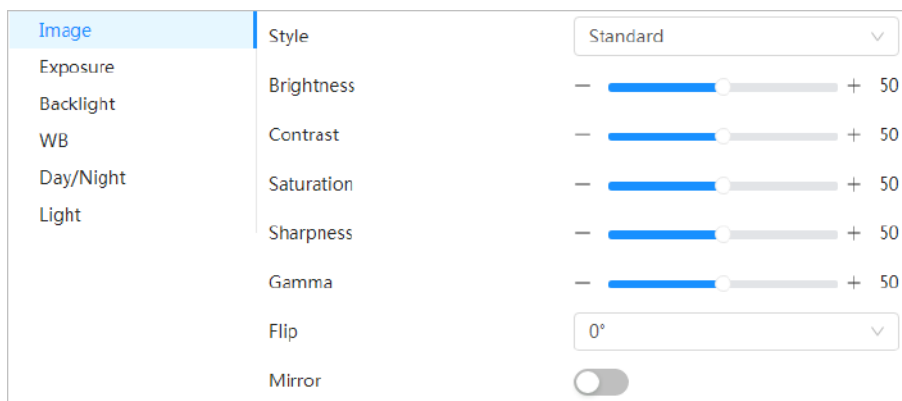 Image
Exposure
Backlight
WB
Day/Night
Light
Style Standard
Brightness − + 50
Contrast − + 50
Saturation − + 50
Sharpness − + 50
Gamma − + 50
Flip 0°
Mirror